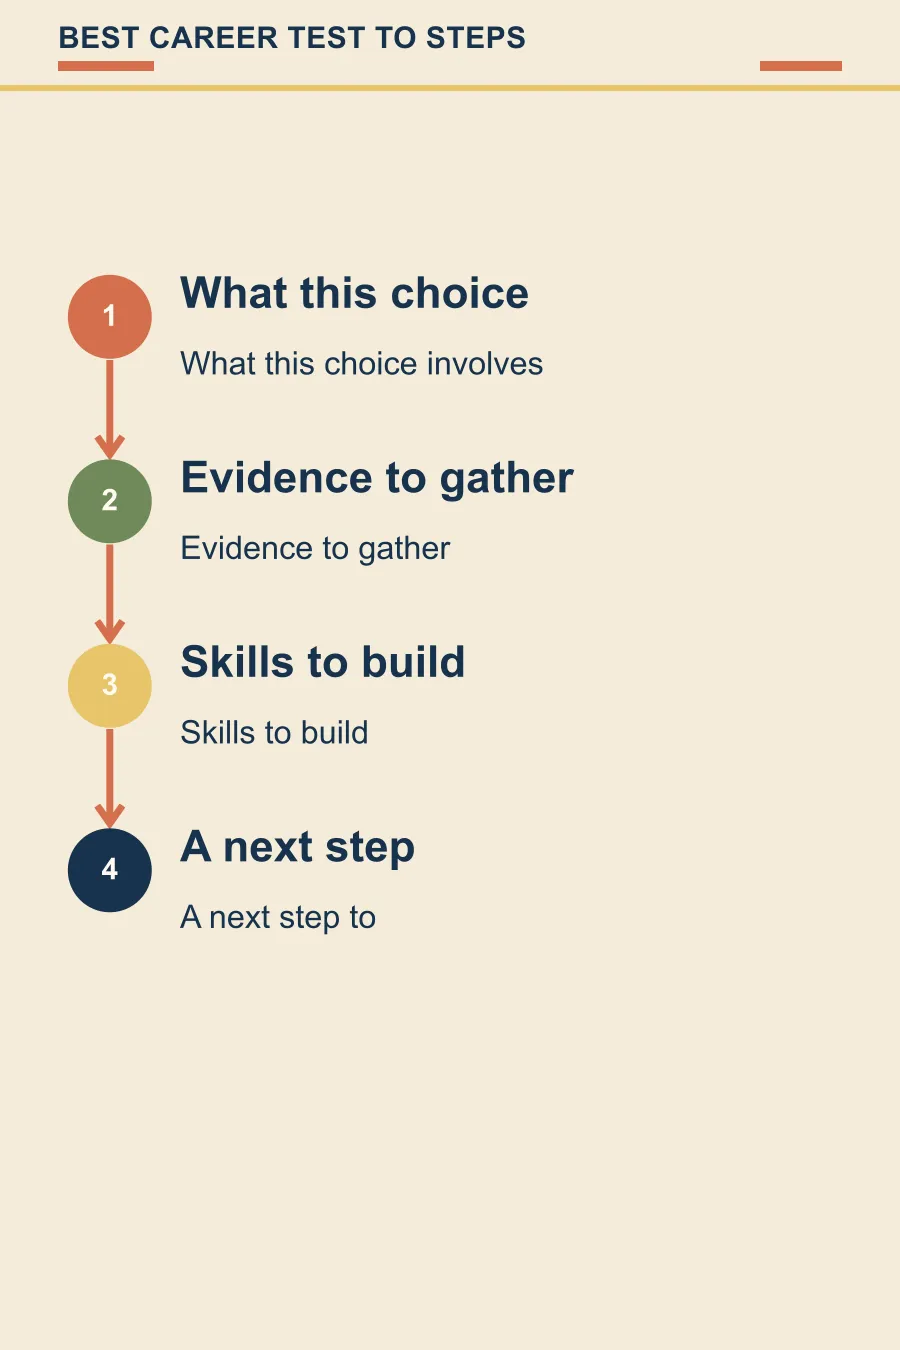 BEST CAREER TEST TO STEPS
1
What this choice
What this choice involves
2
Evidence to gather
Evidence to gather
3
Skills to build
Skills to build
4
A next step
A next step to